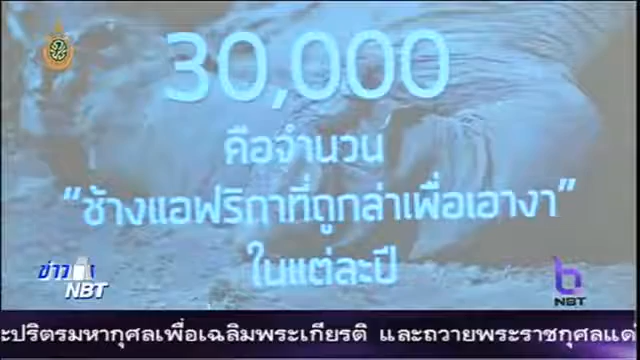 30,000
คือจำนวน
“ช้างแอฟริกาที่ถูกล่าเพื่อเอางา”
ในแต่ละปี
ข่าว
NBT
NBT
ะปริตรมหากุศลเพื่อเฉลิมพระเกียรติ และถวายพระราชกุศลแด่